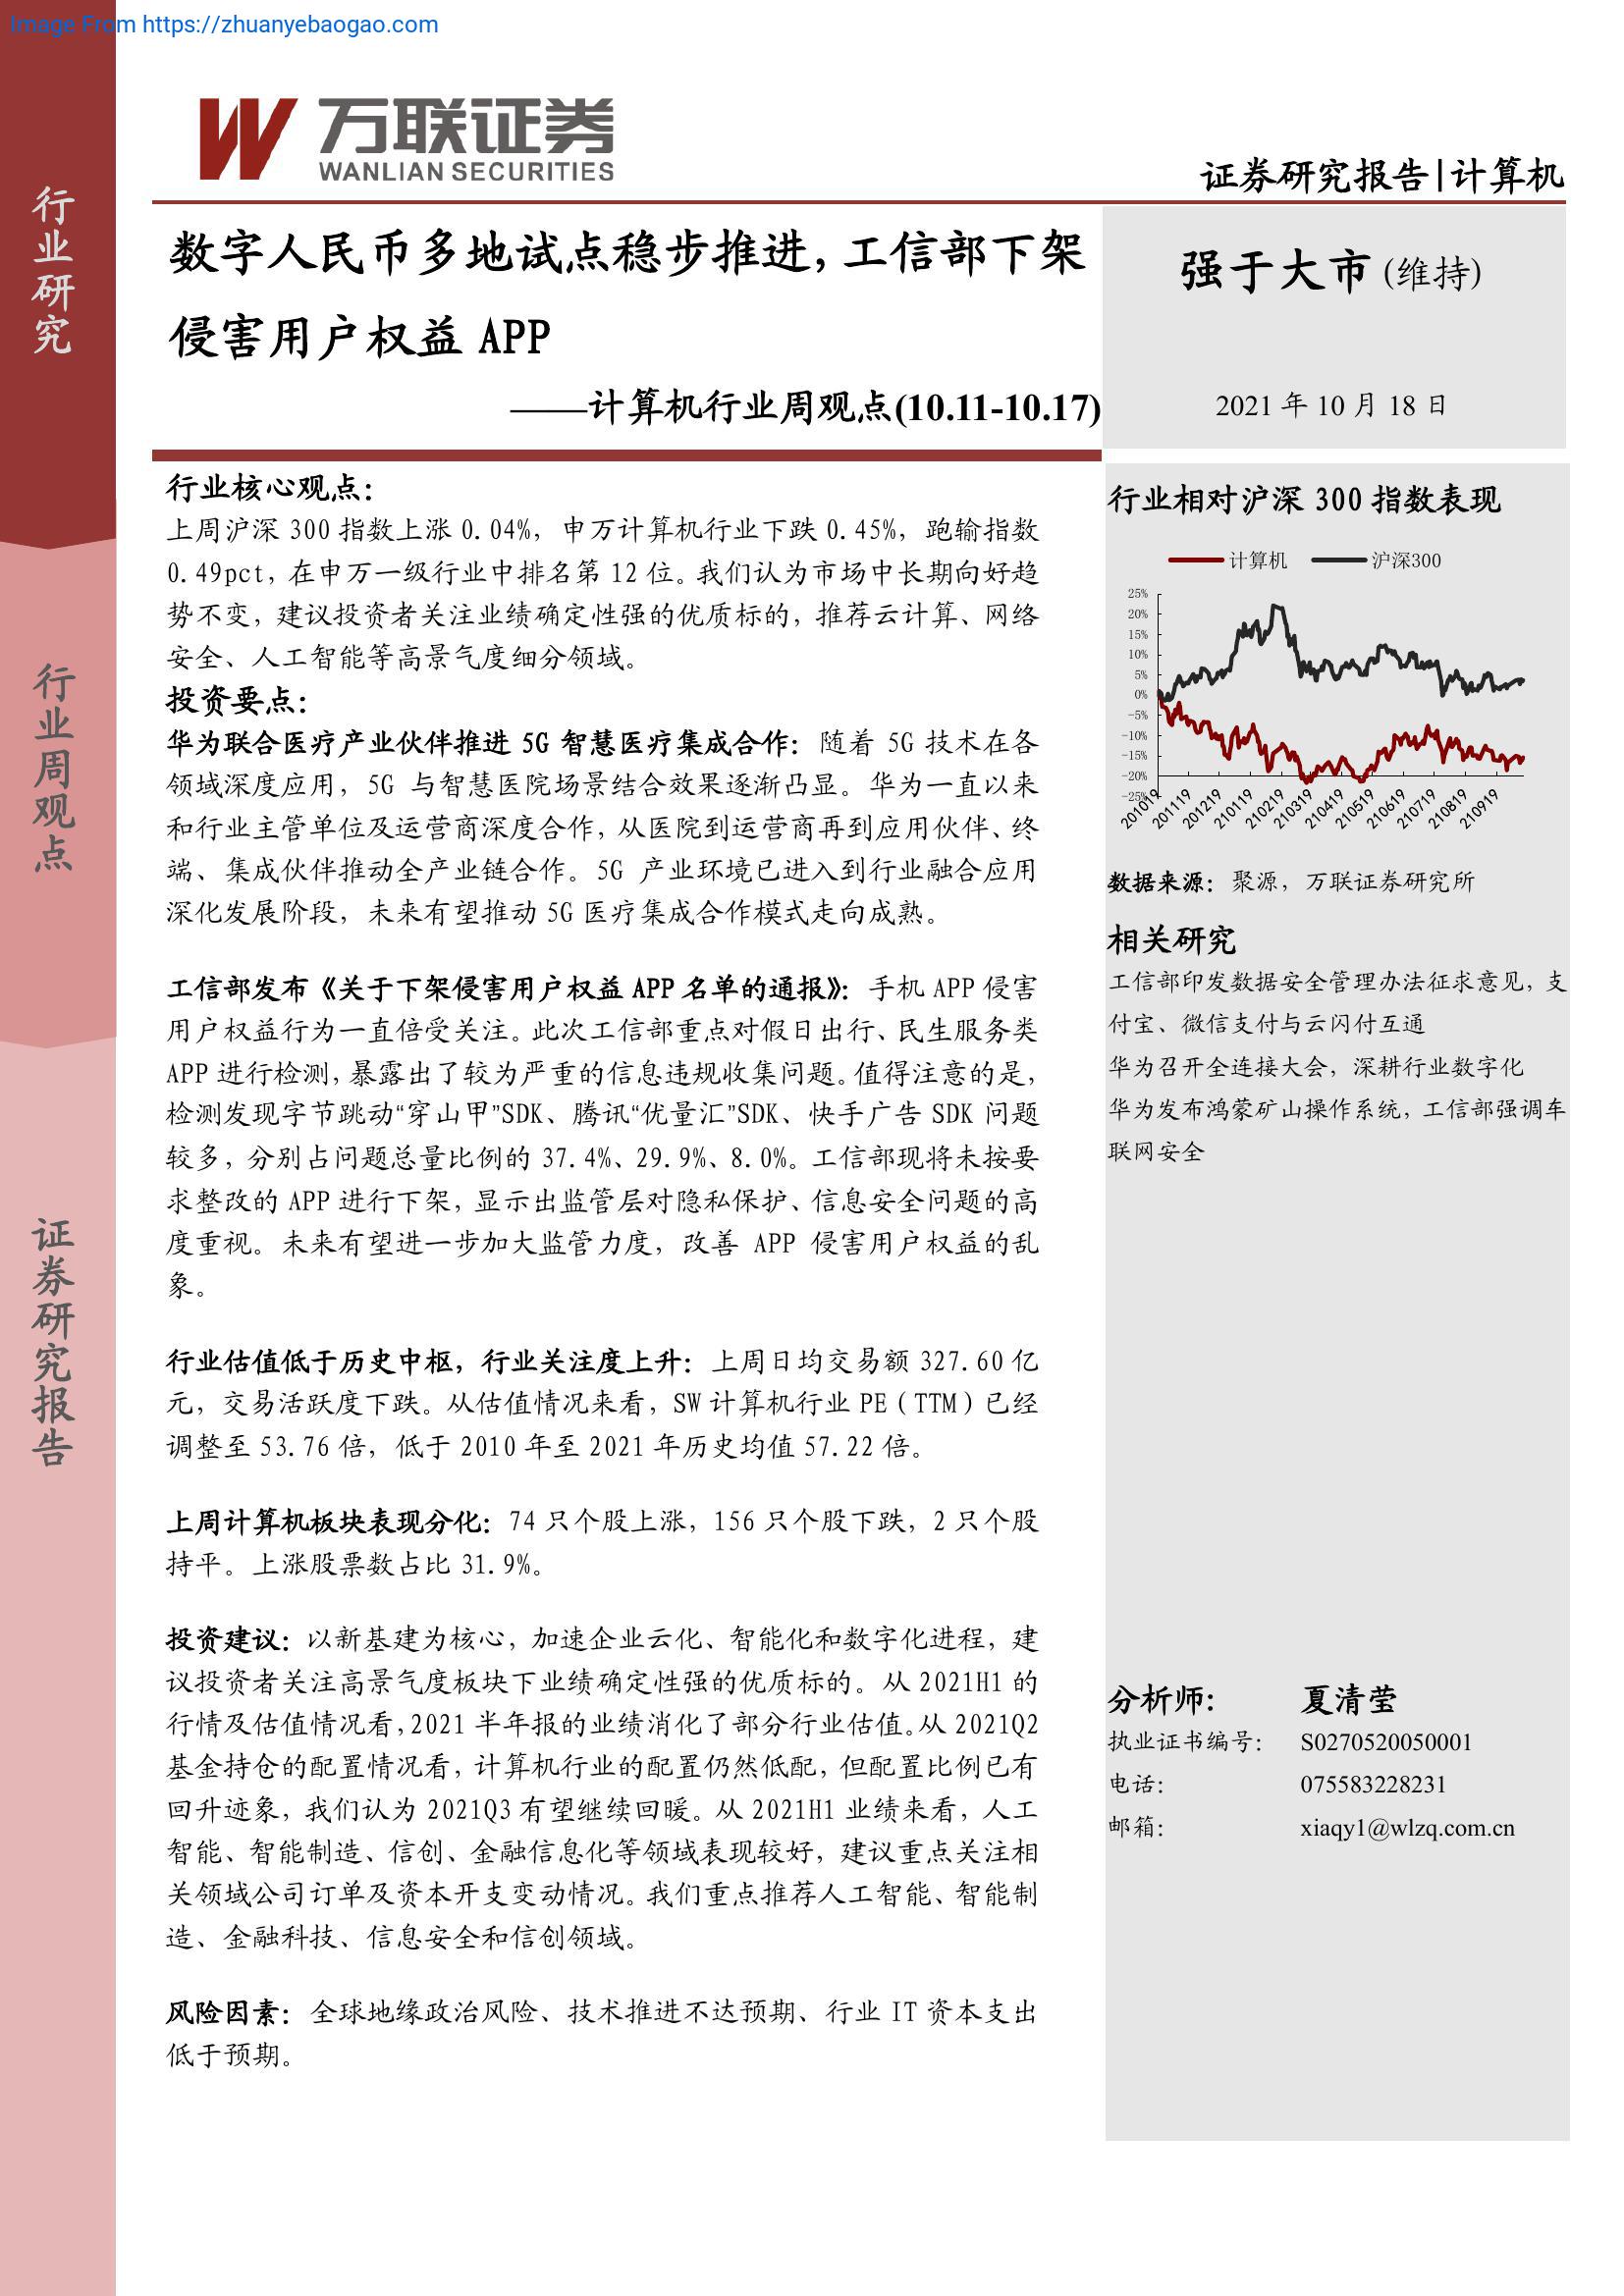 Image From https://zhuanyebaogao.com
行业研究
行业周观点
证券研究报告
万联证券
WANLIAN SECURITIES
证券研究报告|计算机
数字人民币多地试点稳步推进，工信部下架
侵害用户权益 APP
——计算机行业周观点(10.11-10.17)
强于大市(维持)
2021 年 10 月 18 日
行业核心观点：
上周沪深 300 指数上涨 0.04%，申万计算机行业下跌 0.45%，跑输指数
0.49pct，在申万一级行业中排名第 12 位。我们认为市场中长期向好趋
势不变，建议投资者关注业绩确定性强的优质标的，推荐云计算、网络
安全、人工智能等高景气度细分领域。
投资要点：
华为联合医疗产业伙伴推进 5G 智慧医疗集成合作：随着 5G 技术在各
领域深度应用，5G 与智慧医院场景结合效果逐渐凸显。华为一直以来
和行业主管单位及运营商深度合作，从医院到运营商再到应用伙伴、终
端、集成伙伴推动全产业链合作。5G 产业环境已进入到行业融合应用
深化发展阶段，未来有望推动 5G 医疗集成合作模式走向成熟。
工信部发布《关于下架侵害用户权益 APP 名单的通报》：手机 APP 侵害
用户权益行为一直倍受关注。此次工信部重点对假日出行、民生服务类
APP 进行检测，暴露出了较为严重的信息违规收集问题。值得注意的是，
检测发现字节跳动“穿山甲”SDK、腾讯“优量汇”SDK、快手广告 SDK 问题
较多，分别占问题总量比例的 37.4%、29.9%、8.0%。工信部现将未按要
求整改的 APP 进行下架，显示出监管层对隐私保护、信息安全问题的高
度重视。未来有望进一步加大监管力度，改善 APP 侵害用户权益的乱
象。
行业估值低于历史中枢，行业关注度上升：上周日均交易额 327.60 亿
元，交易活跃度下跌。从估值情况来看，SW 计算机行业 PE（TTM）已经
调整至 53.76 倍，低于 2010 年至 2021 年历史均值 57.22 倍。
上周计算机板块表现分化：74 只个股上涨，156 只个股下跌，2 只个股
持平。上涨股票数占比 31.9%。
投资建议：以新基建为核心，加速企业云化、智能化和数字化进程，建
议投资者关注高景气度板块下业绩确定性强的优质标的。从 2021H1 的
行情及估值情况看，2021 半年报的业绩消化了部分行业估值。从 2021Q2
基金持仓的配置情况看，计算机行业的配置仍然低配，但配置比例已有
回升迹象，我们认为 2021Q3 有望继续回暖。从 2021H1 业绩来看，人工
智能、智能制造、信创、金融信息化等领域表现较好，建议重点关注相
关领域公司订单及资本开支变动情况。我们重点推荐人工智能、智能制
造、金融科技、信息安全和信创领域。
风险因素：全球地缘政治风险、技术推进不达预期、行业 IT 资本支出
低于预期。
行业相对沪深 300 指数表现
计算机 沪深300
25%
20%
15%
10%
5%
0%
-5%
-10%
-15%
-20%
-25%
201019 201119 201219 210119 210219 210319 210419 210519 210619 210719 210819 210919
数据来源：聚源，万联证券研究所
相关研究
工信部印发数据安全管理办法征求意见，支
付宝、微信支付与云闪付互通
华为召开全连接大会，深耕行业数字化
华为发布鸿蒙矿山操作系统，工信部强调车
联网安全
分析师: 夏清莹
执业证书编号: S0270520050001
电话: 075583228231
邮箱: xiaqy1@wlzq.com.cn